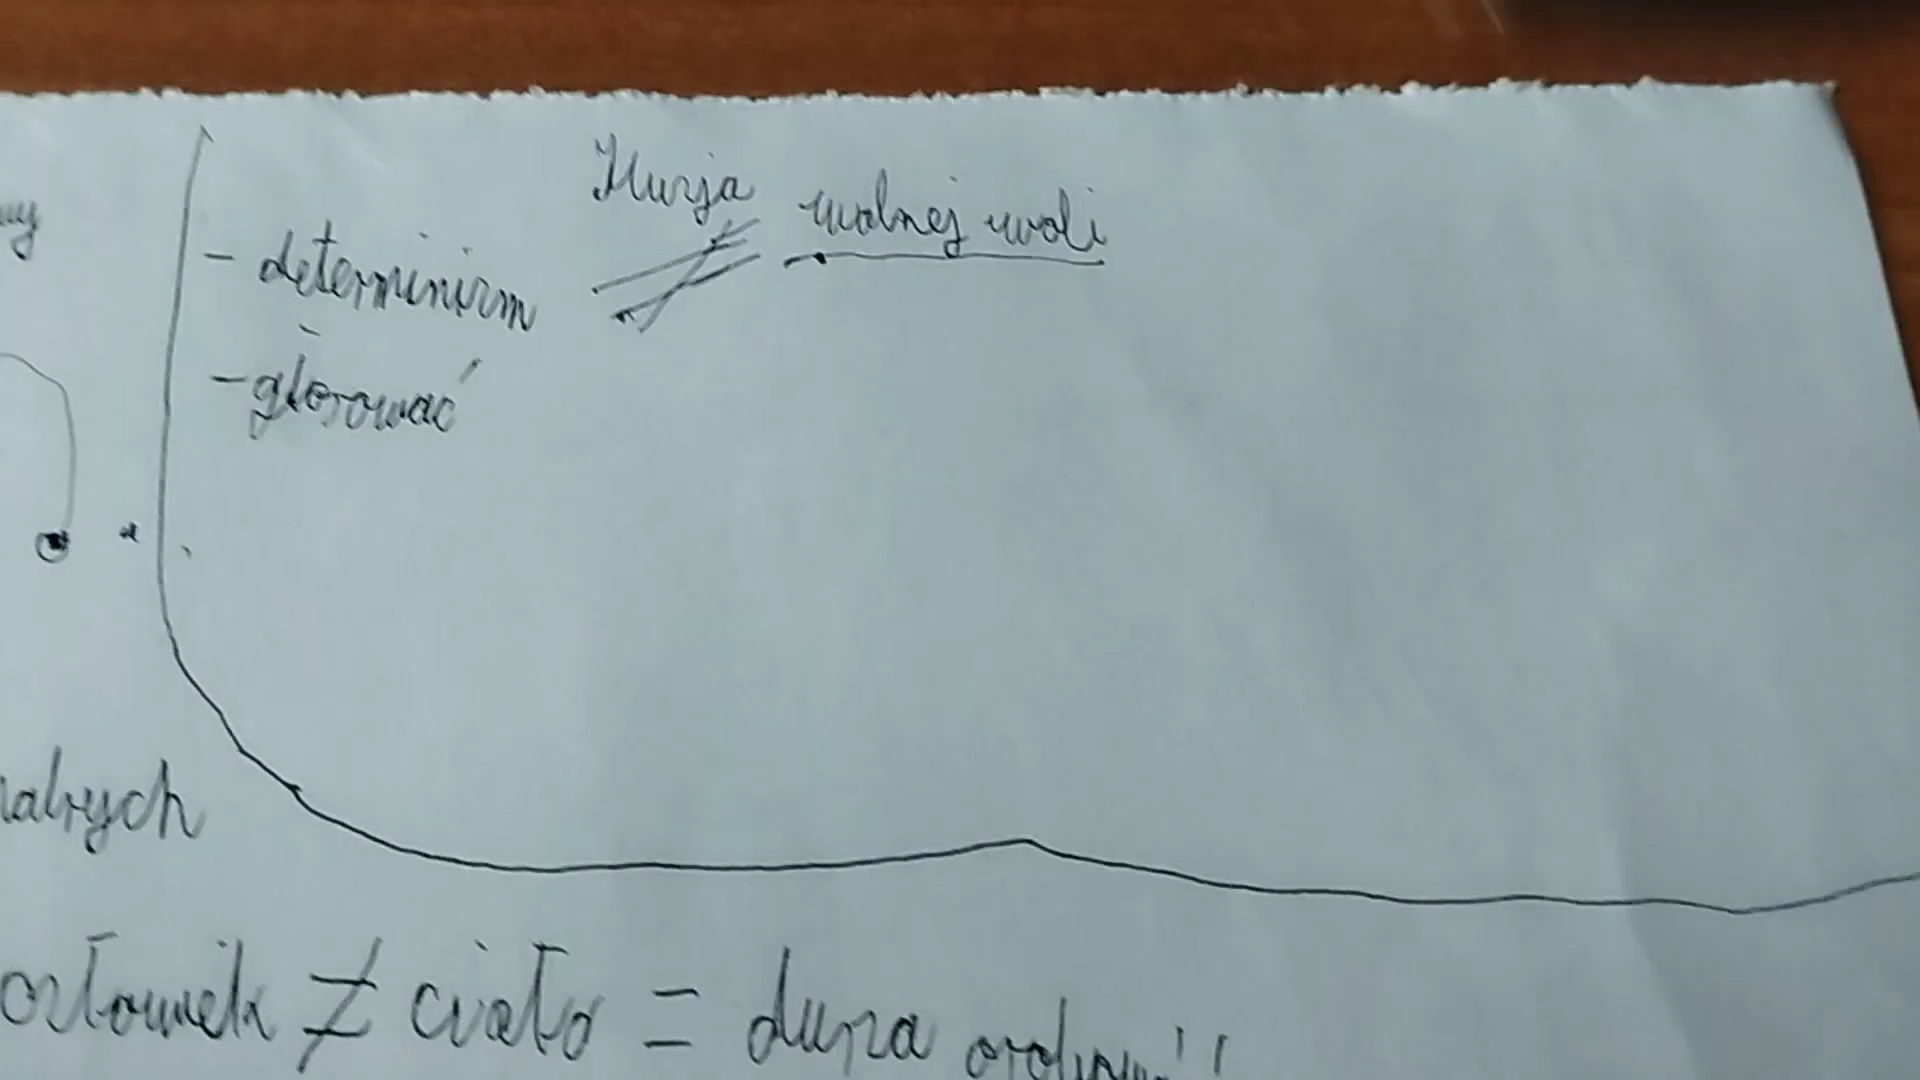 Iluzja wolnej woli
- determinizm ≠
- głosować
człowiek ≠ ciało = dusza